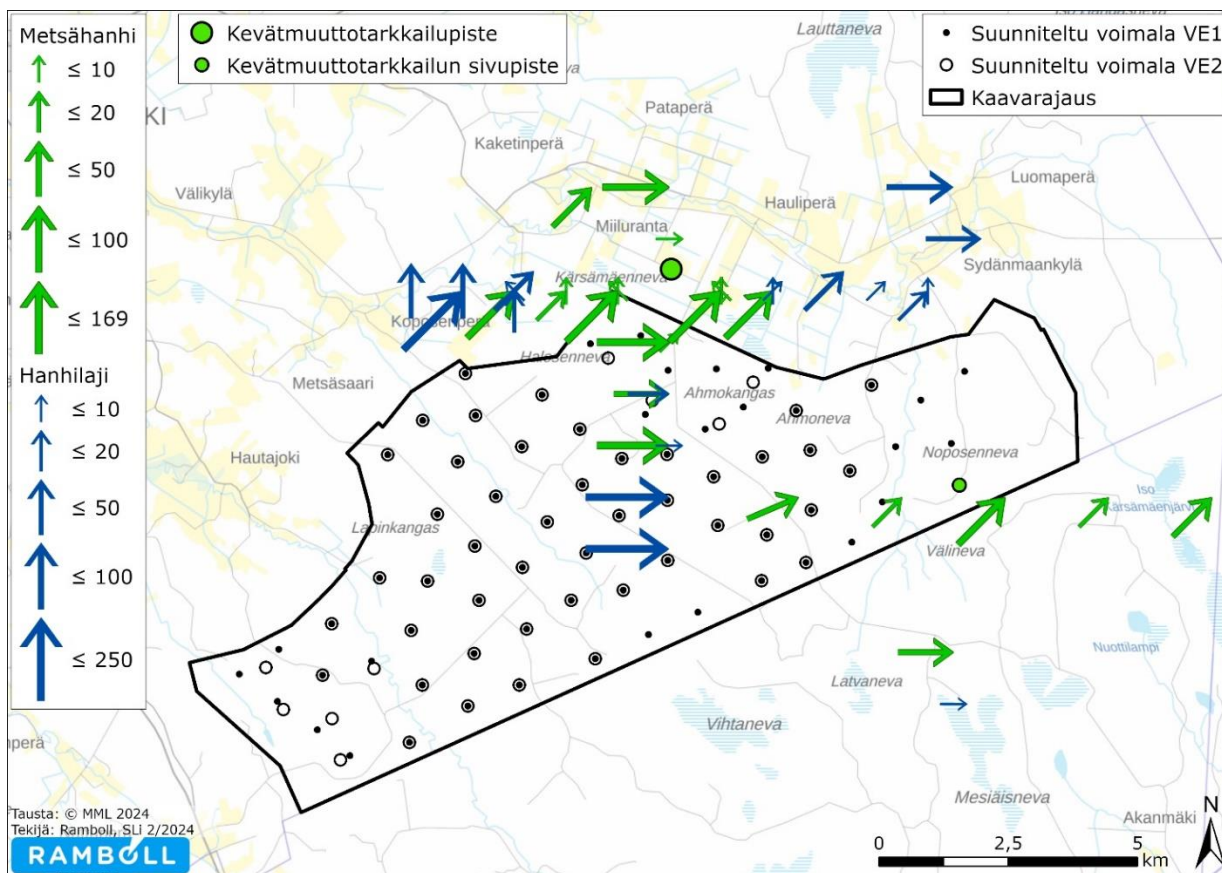 Metsähanhi
≤ 10
≤ 20
≤ 50
≤ 100
≤ 169
Hanhilaji
≤ 10
≤ 20
≤ 50
≤ 100
≤ 250
Kevätmuuttotarkkailupiste
Kevätmuuttotarkkailun sivupiste
Suunniteltu voimala VE1
Suunniteltu voimala VE2
Kaavarajaus
Lauttaneva
KI
Pataperä
Kaketinperä
Välikylä
Luomaperä
Hauliperä
Miiluranta
Sydänmaankylä
Kärsämäenneva
Koposenperä
Halosenneva
Metsäsaari
Ahmokangas
Ahmoneva
Hautajoki
Noposenneva
Iso
Kärsämäenjärvi
Lapinkangas
Välineva
Nuottilampi
Latvaneva
Vihtaneva
Mesiäisneva
Akanmäki
Tausta: © MML 2024
Tekijä: Ramboll, SLi 2/2024
RAMBOLL
0 2,5 5
km
N